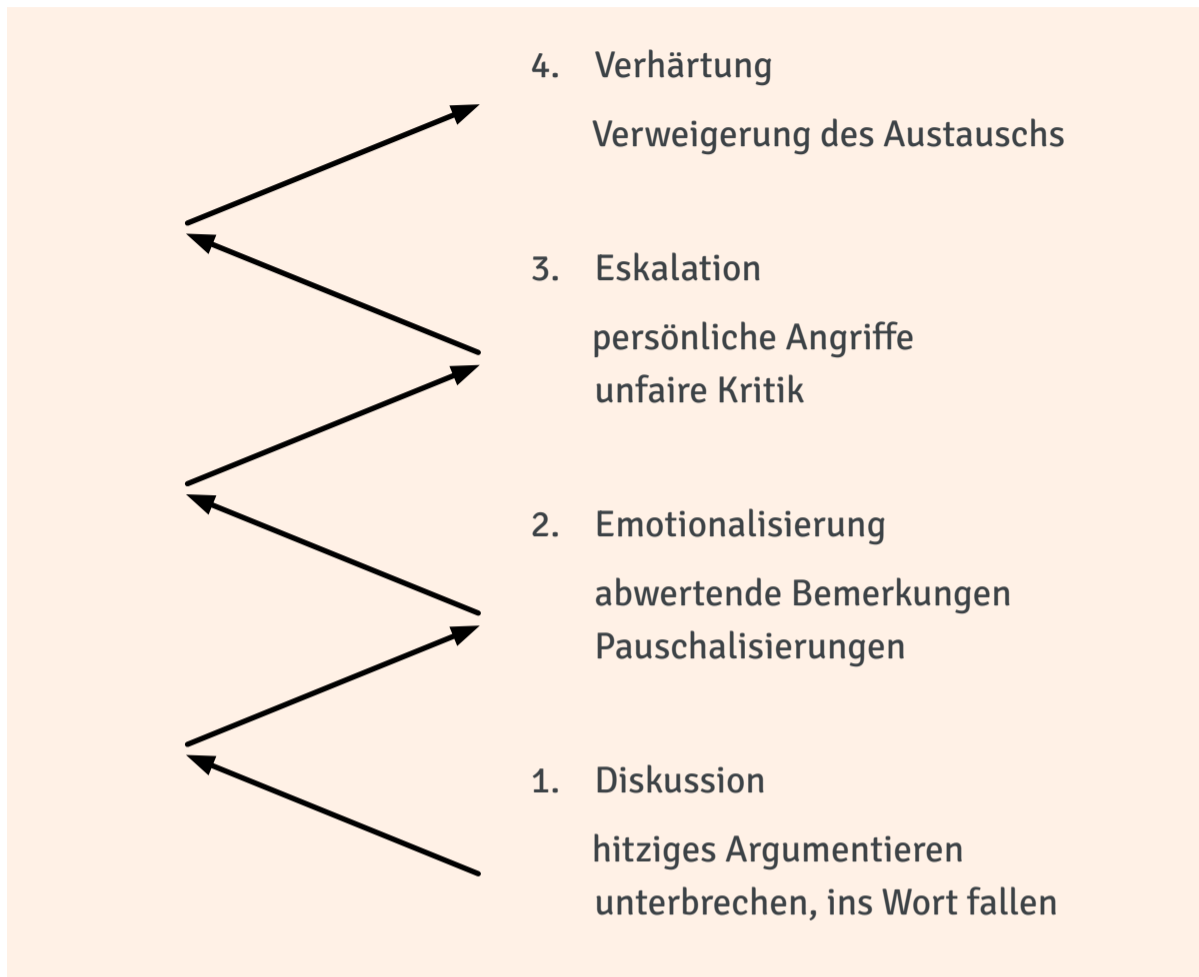 4. Verhärtung
Verweigerung des Austauschs
3. Eskalation
persönliche Angriffe
unfaire Kritik
2. Emotionalisierung
abwertende Bemerkungen
Pauschalisierungen
1. Diskussion
hitziges Argumentieren
unterbrechen, ins Wort fallen